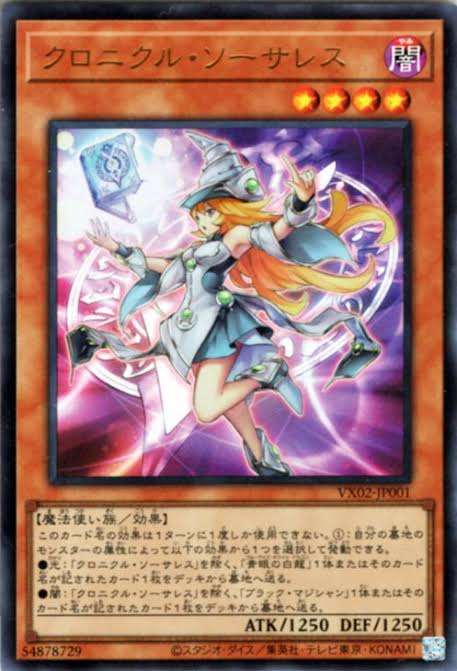 クロニクル・ソーサレス
闇
VX02-JP001
【魔法使い族/効果】
このカード名の効果は1ターンに1度しか使用できない。①:自分の墓地の
モンスターの属性によって以下の効果から1つを選択して発動できる。
●光:「クロニクル・ソーサレス」を除く、「青眼の白龍」1体またはそのカード
名が記されたカード1枚をデッキから墓地へ送る。
●闇:「クロニクル・ソーサレス」を除く、「ブラック・マジシャン」1体またはその
カード名が記されたカード1枚をデッキから墓地へ送る。
ATK/1250 DEF/1250
54878729
©スタジオ・ダイス/集英社・テレビ東京・KONAMI